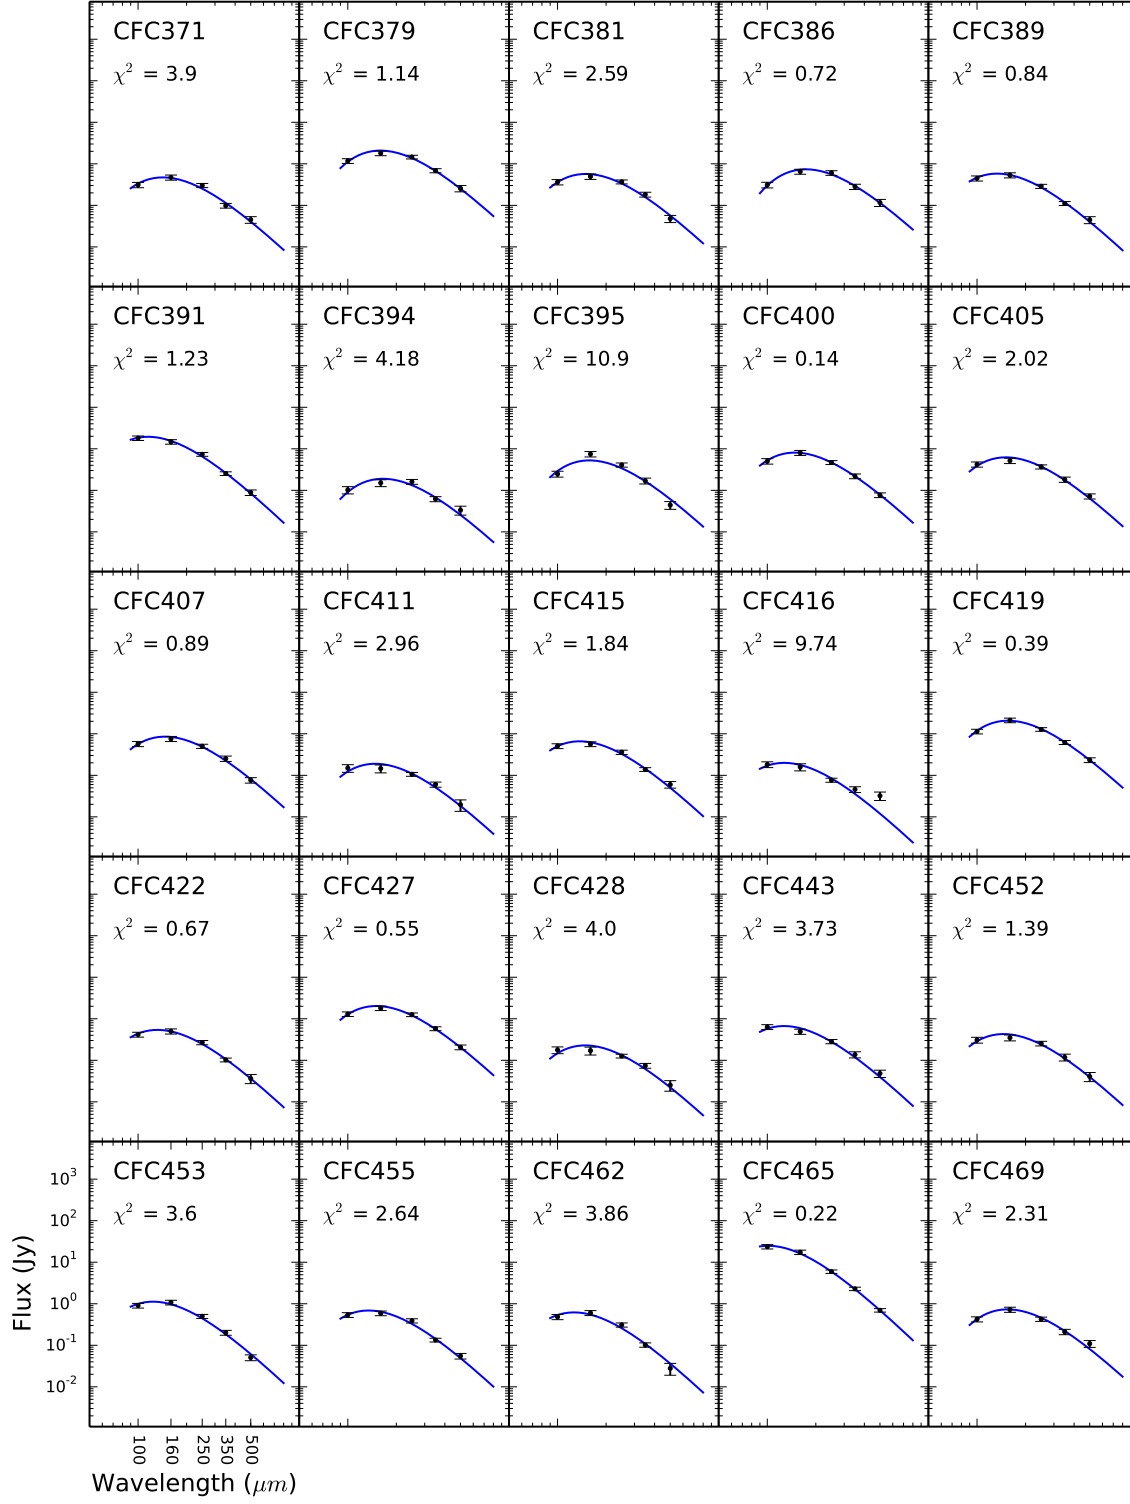 CFC371 CFC379 CFC381 CFC386 CFC389
χ² = 3.9 χ² = 1.14 χ² = 2.59 χ² = 0.72 χ² = 0.84
CFC391 CFC394 CFC395 CFC400 CFC405
χ² = 1.23 χ² = 4.18 χ² = 10.9 χ² = 0.14 χ² = 2.02
CFC407 CFC411 CFC415 CFC416 CFC419
χ² = 0.89 χ² = 2.96 χ² = 1.84 χ² = 9.74 χ² = 0.39
CFC422 CFC427 CFC428 CFC443 CFC452
χ² = 0.67 χ² = 0.55 χ² = 4.0 χ² = 3.73 χ² = 1.39
CFC453 CFC455 CFC462 CFC465 CFC469
χ² = 3.6 χ² = 2.64 χ² = 3.86 χ² = 0.22 χ² = 2.31
10³
10²
10¹
10⁰
10⁻¹
10⁻²
Flux (Jy)
100 160 250 350 500
Wavelength (μm)